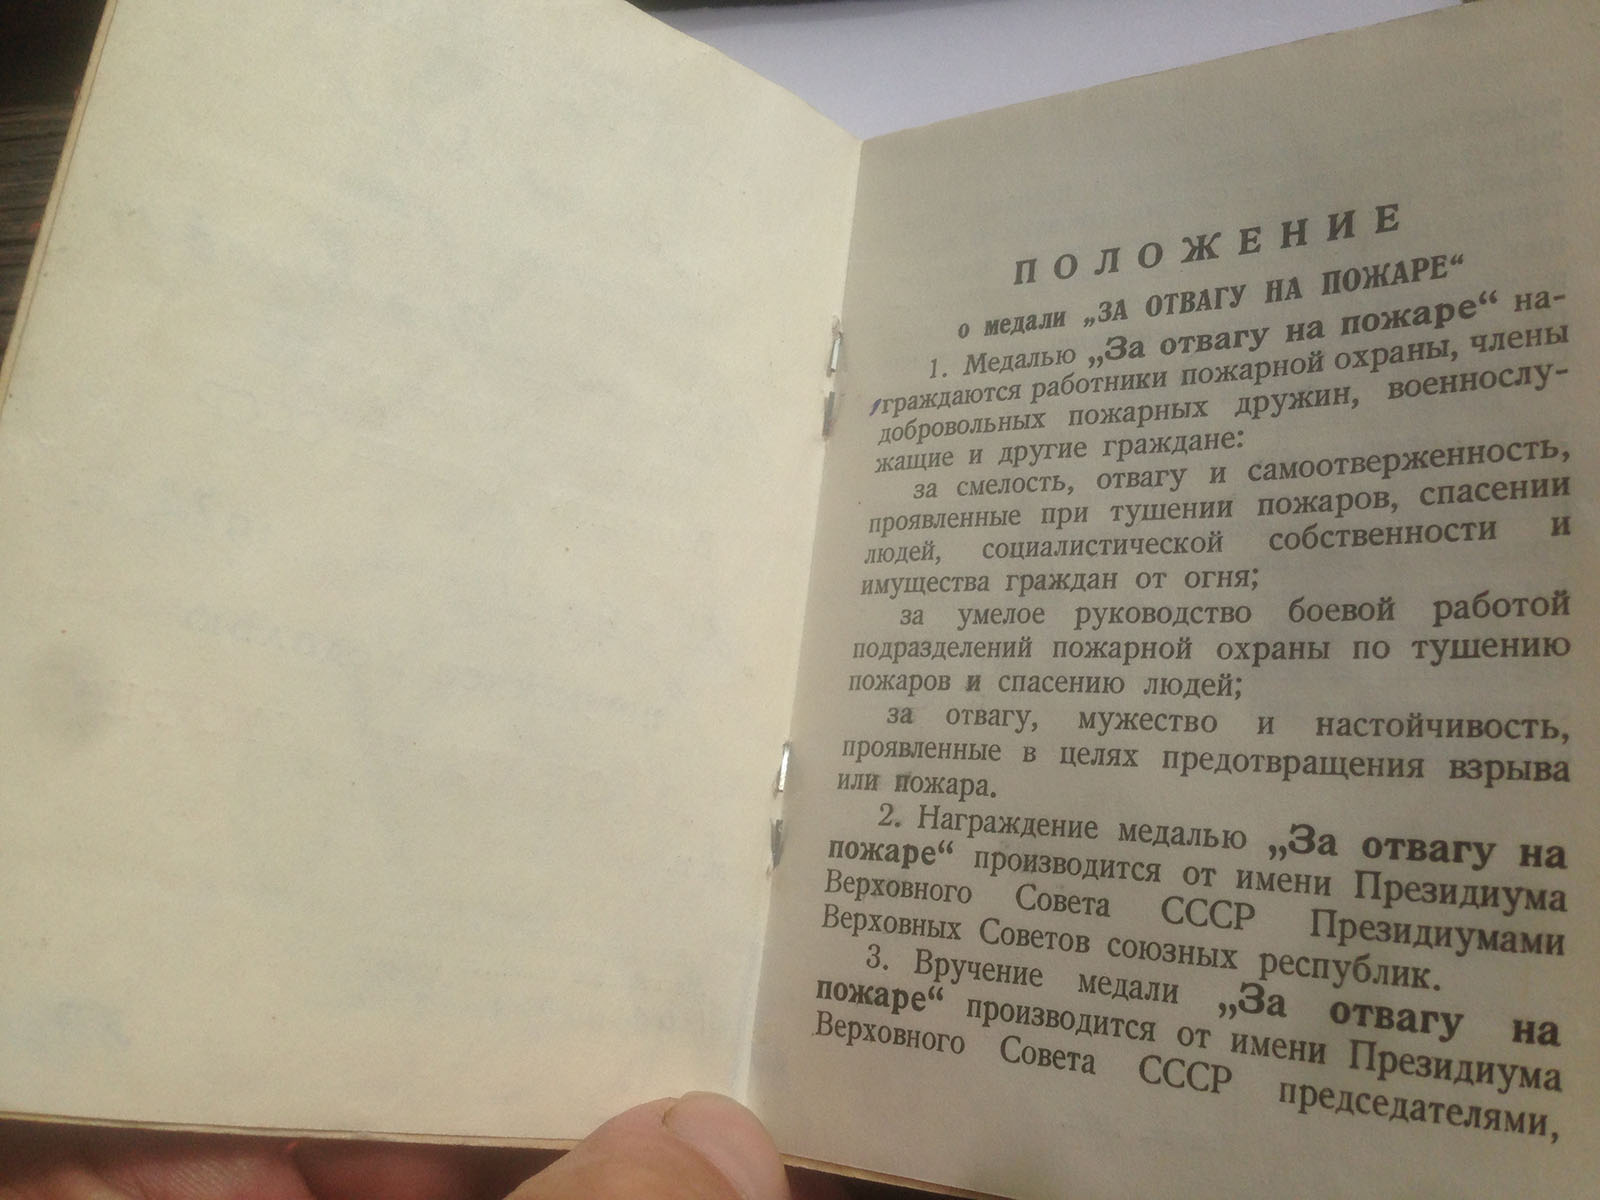 ПОЛОЖЕНИЕ
о медали „ЗА ОТВАГУ НА ПОЖАРЕ“
1. Медалью „За отвагу на пожаре“ на-
граждаются работники пожарной охраны, члены
добровольных пожарных дружин, военнослу-
жащие и другие граждане:
за смелость, отвагу и самоотверженность,
проявленные при тушении пожаров, спасении
людей, социалистической собственности и
имущества граждан от огня;
за умелое руководство боевой работой
подразделений пожарной охраны по тушению
пожаров и спасению людей;
за отвагу, мужество и настойчивость,
проявленные в целях предотвращения взрыва
или пожара.
2. Награждение медалью „За отвагу на
пожаре“ производится от имени Президиума
Верховного Совета СССР Президиумами
Верховных Советов союзных республик.
3. Вручение медали „За отвагу на
пожаре“ производится от имени Президиума
Верховного Совета СССР председателями,